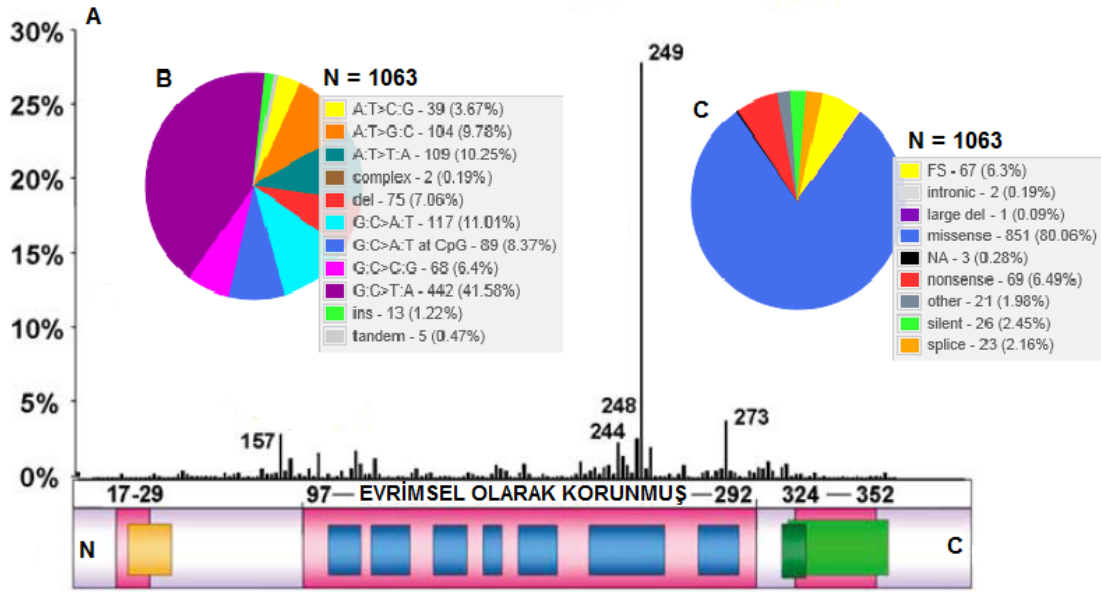 A
30%
25%
20%
15%
10%
5%
0%
B
N = 1063
A:T>C:G - 39 (3.67%)
A:T>G:C - 104 (9.78%)
A:T>T:A - 109 (10.25%)
complex - 2 (0.19%)
del - 75 (7.06%)
G:C>A:T - 117 (11.01%)
G:C>A:T at CpG - 89 (8.37%)
G:C>C:G - 68 (6.4%)
G:C>T:A - 442 (41.58%)
ins - 13 (1.22%)
tandem - 5 (0.47%)
C
N = 1063
FS - 67 (6.3%)
intronic - 2 (0.19%)
large del - 1 (0.09%)
missense - 851 (80.06%)
NA - 3 (0.28%)
nonsense - 69 (6.49%)
other - 21 (1.98%)
silent - 26 (2.45%)
splice - 23 (2.16%)
249
248
244
273
157
17-29 97— EVRİMSEL OLARAK KORUNMUŞ —292 324 — 352
N
C